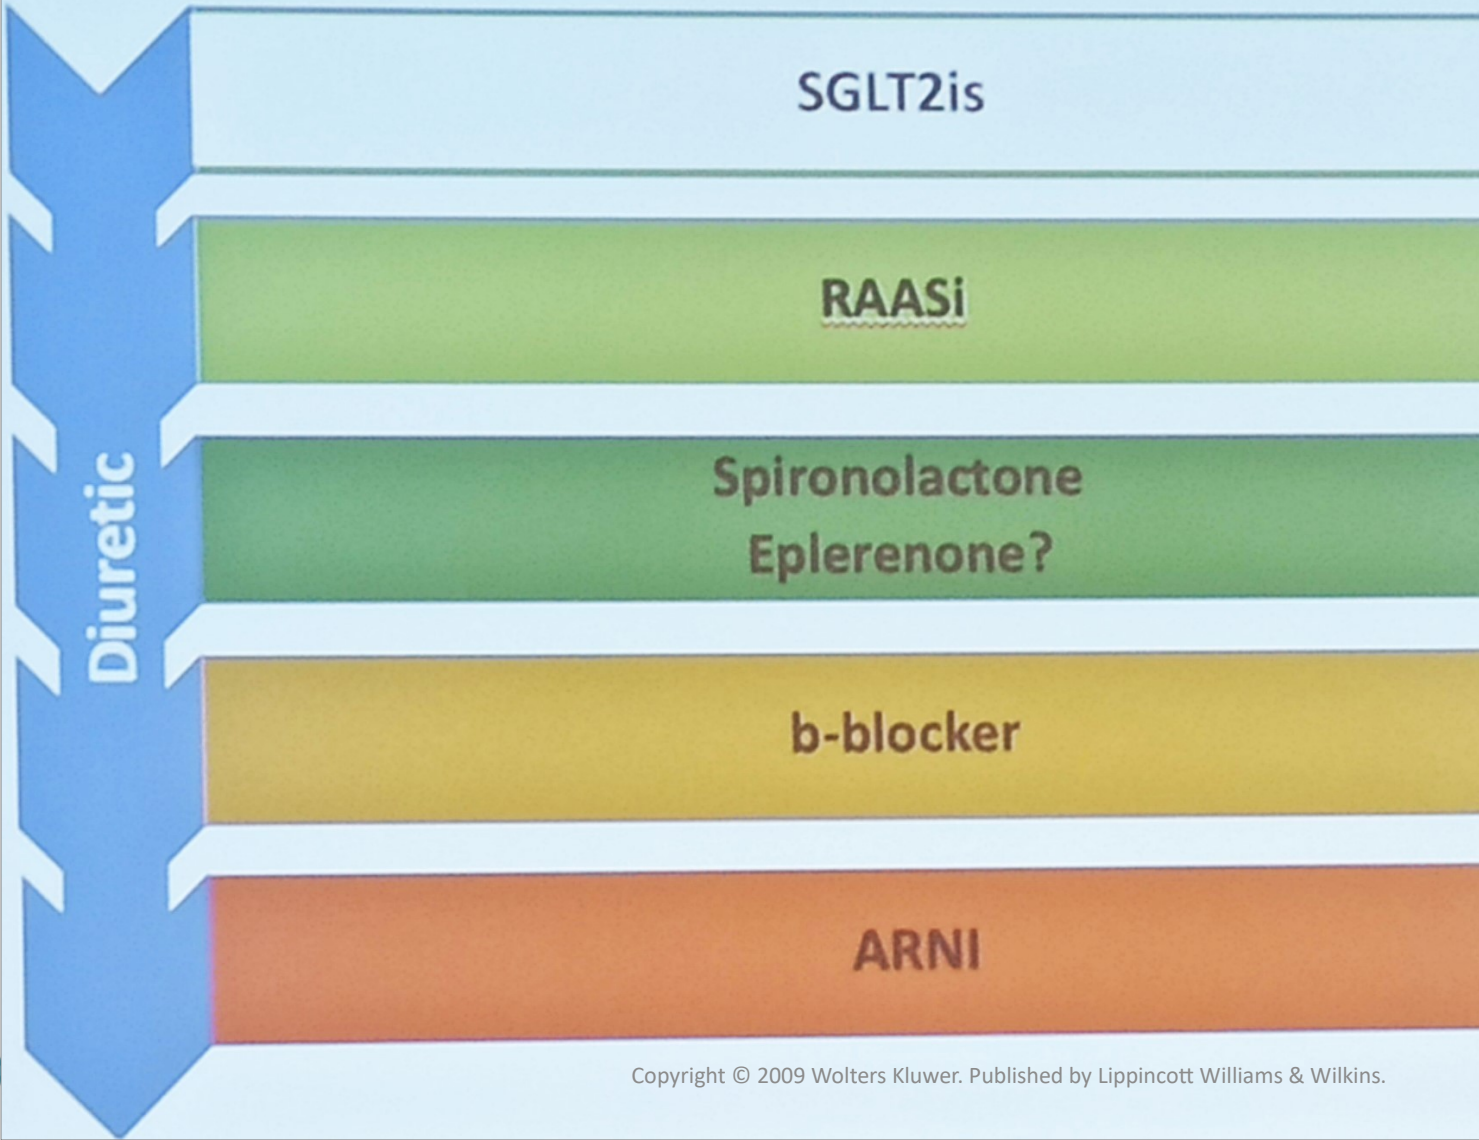 SGLT2is
RAASi
Spironolactone
Eplerenone?
Diuretic
b-blocker
ARNI
Copyright © 2009 Wolters Kluwer. Published by Lippincott Williams & Wilkins.